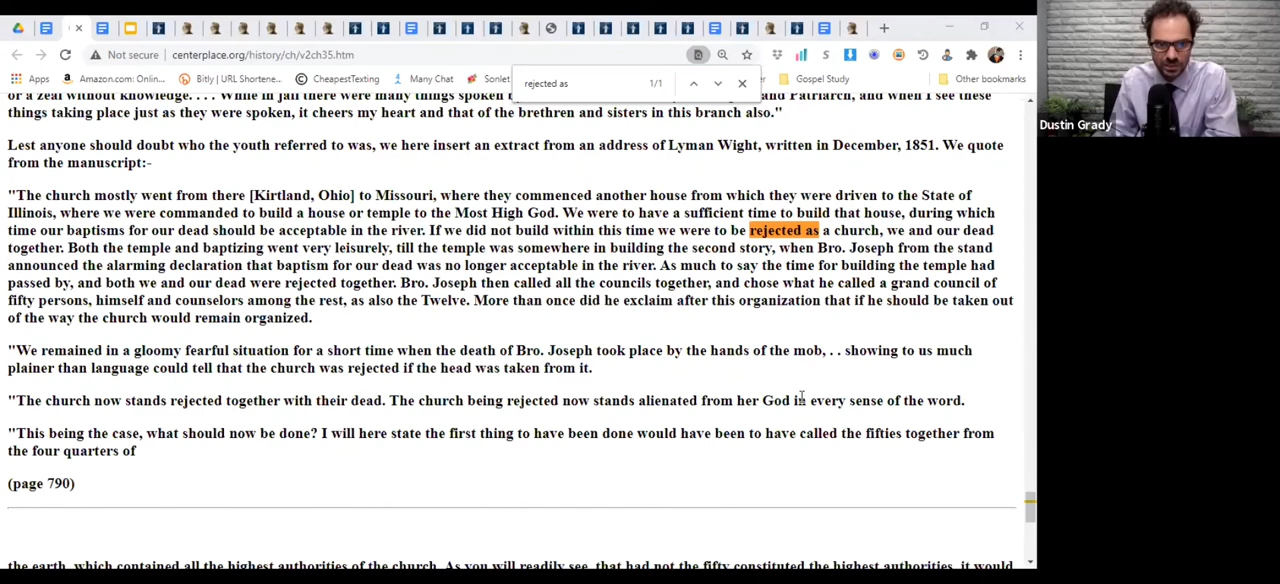 Not secure
centerplace.org/history/ch/v2ch35.htm
Apps
Amazon.com: Onlin...
Bitly | URL Shortene...
CheapestTexting
Many Chat
Sonlet
rejected as
1/1
Gospel Study
Other bookmarks
Dustin Grady
or a zeal without knowledge. . . . While in jail there were many things spoken and Patriarch, and when I see these
things taking place just as they were spoken, it cheers my heart and that of the brethren and sisters in this branch also."
Lest anyone should doubt who the youth referred to was, we here insert an extract from an address of Lyman Wight, written in December, 1851. We quote
from the manuscript:-
"The church mostly went from there [Kirtland, Ohio] to Missouri, where they commenced another house from which they were driven to the State of
Illinois, where we were commanded to build a house or temple to the Most High God. We were to have a sufficient time to build that house, during which
time our baptisms for our dead should be acceptable in the river. If we did not build within this time we were to be rejected as a church, we and our dead
together. Both the temple and baptizing went very leisurely, till the temple was somewhere in building the second story, when Bro. Joseph from the stand
announced the alarming declaration that baptism for our dead was no longer acceptable in the river. As much to say the time for building the temple had
passed by, and both we and our dead were rejected together. Bro. Joseph then called all the councils together, and chose what he called a grand council of
fifty persons, himself and counselors among the rest, as also the Twelve. More than once did he exclaim after this organization that if he should be taken out
of the way the church would remain organized.
"We remained in a gloomy fearful situation for a short time when the death of Bro. Joseph took place by the hands of the mob, . . showing to us much
plainer than language could tell that the church was rejected if the head was taken from it.
"The church now stands rejected together with their dead. The church being rejected now stands alienated from her God in every sense of the word.
"This being the case, what should now be done? I will here state the first thing to have been done would have been to have called the fifties together from
the four quarters of
(page 790)
the earth, which contained all the highest authorities of the church. As you will readily see, that had not the fifty constituted the highest authorities, it would